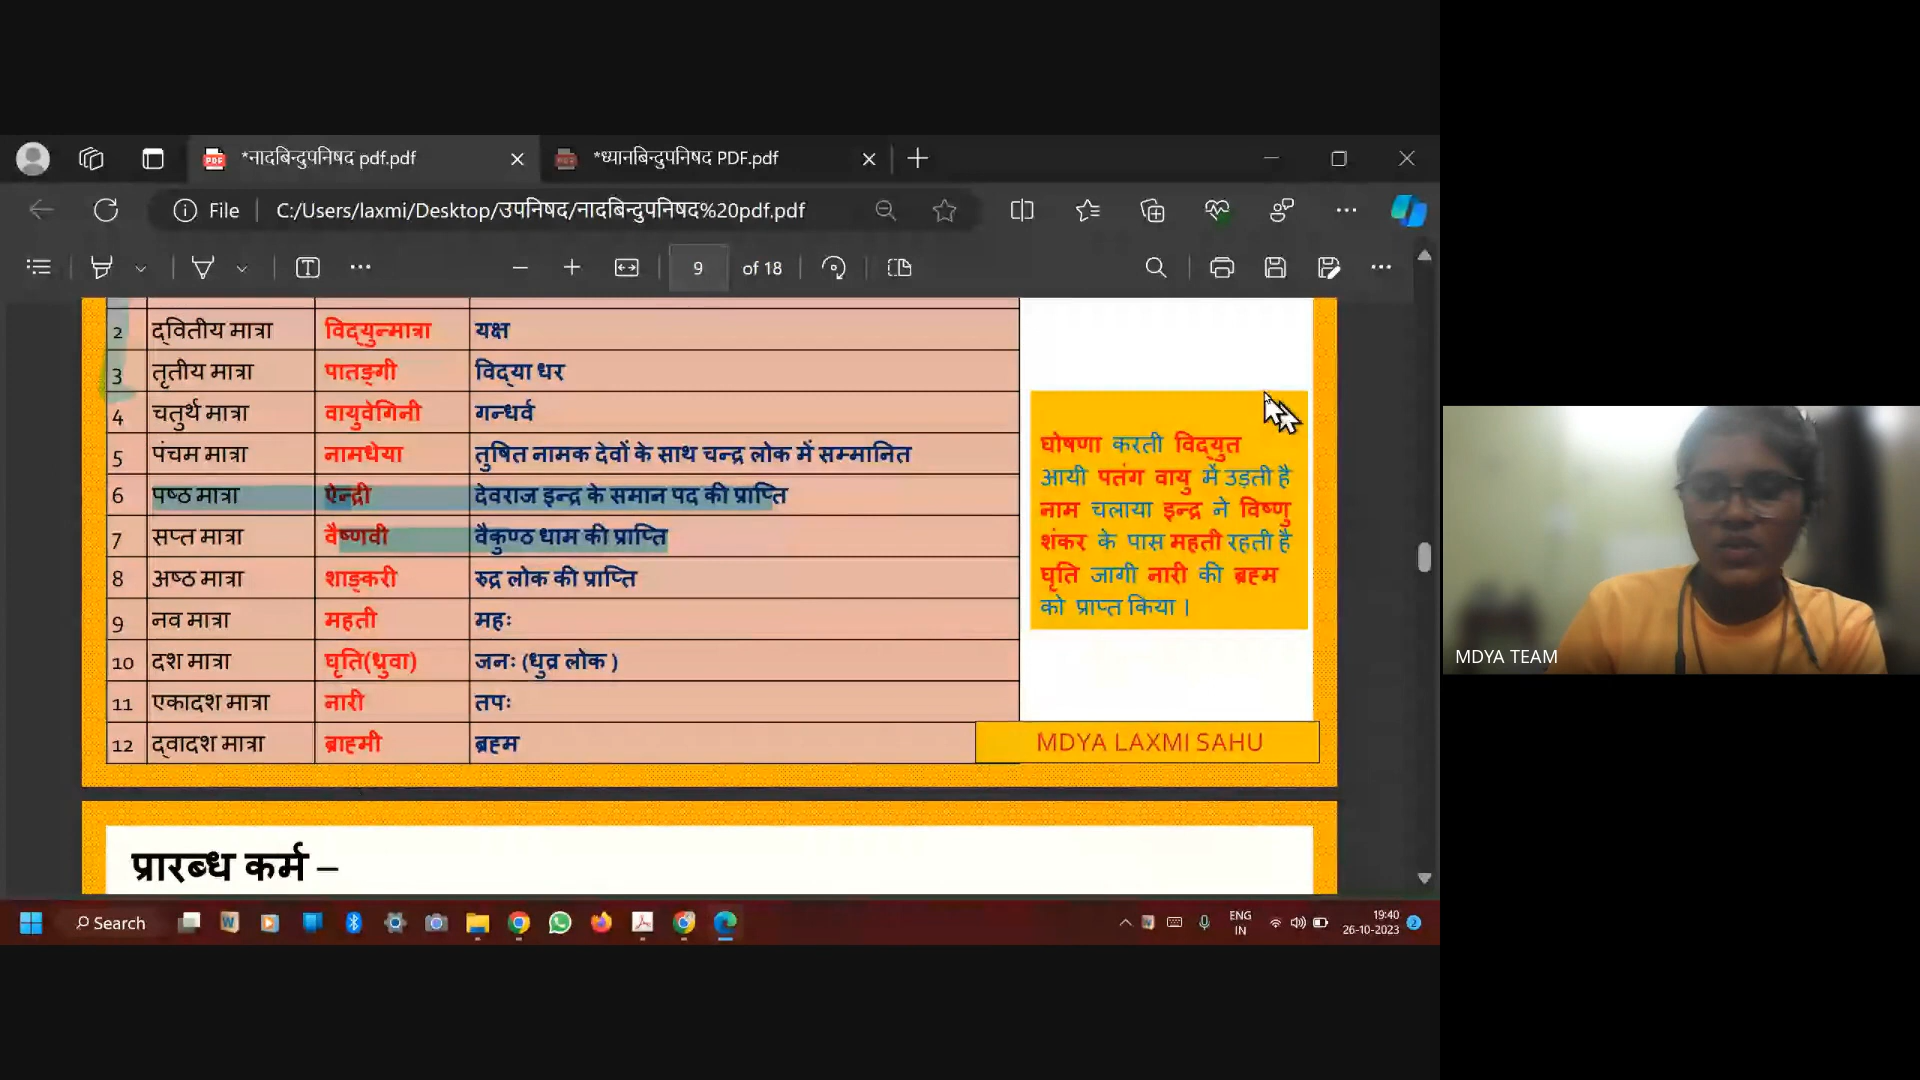 *नादबिन्दुपनिषद pdf.pdf
*ध्यानबिन्दुपनिषद PDF.pdf
File
C:/Users/laxmi/Desktop/उपनिषद/नादबिन्दुपनिषद%20pdf.pdf
9 of 18
2 द्वितीय मात्रा विद्युन्मात्रा यक्ष
3 तृतीय मात्रा पातङ्गी विद्या धर
4 चतुर्थ मात्रा वायुवेगिनी गन्धर्व
5 पंचम मात्रा नामधेया तुषित नामक देवों के साथ चन्द्र लोक में सम्मानित
6 षष्ठ मात्रा ऐन्द्री देवराज इन्द्र के समान पद की प्राप्ति
7 सप्त मात्रा वैष्णवी वैकुण्ठ धाम की प्राप्ति
8 अष्ठ मात्रा शाङ्करी रुद्र लोक की प्राप्ति
9 नव मात्रा महती महः
10 दश मात्रा घृति(ध्रुवा) जनः (धुव्र लोक )
11 एकादश मात्रा नारी तपः
12 द्वादश मात्रा ब्राह्मी ब्रह्म
घोषणा करती विद्युत
आयी पतंग वायु में उड़ती है
नाम चलाया इन्द्र ने विष्णु
शंकर के पास महती रहती है
घृति जागी नारी की ब्रह्म
को प्राप्त किया ।
MDYA LAXMI SAHU
प्रारब्ध कर्म –
MDYA TEAM
Search
ENG
IN
19:40
26-10-2023
2